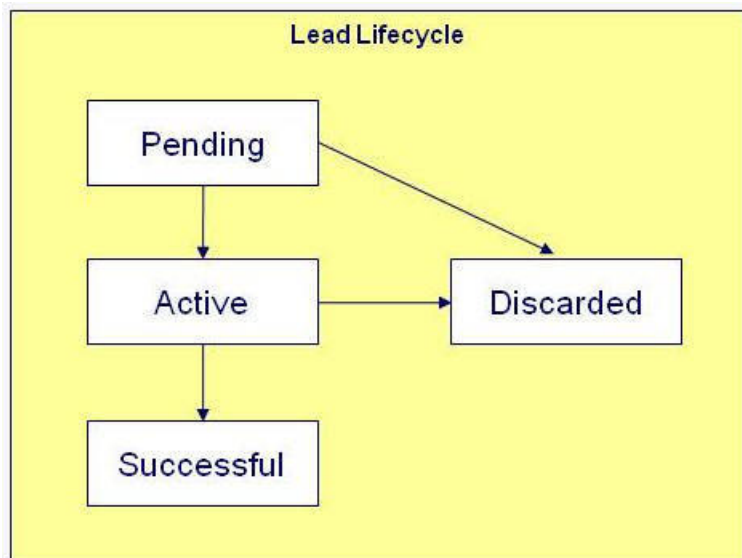 Lead Lifecycle
Pending
Active
Discarded
Successful